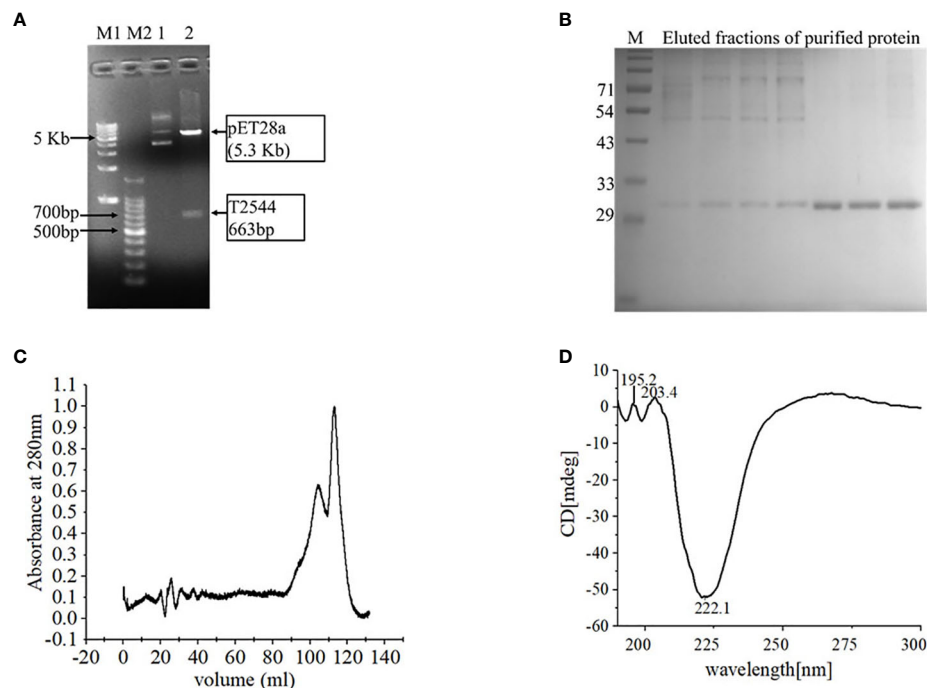 A
M1 M2 1 2
5 Kb
pET28a
(5.3 Kb)
700bp
T2544
500bp
663bp
B
M Eluted fractions of purified protein
71
54
43
33
29
C
Absorbance at 280nm
1.1
1.0
0.9
0.8
0.7
0.6
0.5
0.4
0.3
0.2
0.1
0.0
-0.1
-20 0 20 40 60 80 100 120 140
volume (ml)
D
CD[mdeg]
10
0
-10
-20
-30
-40
-50
-60
195.2
203.4
222.1
200 225 250 275 300
wavelength[nm]